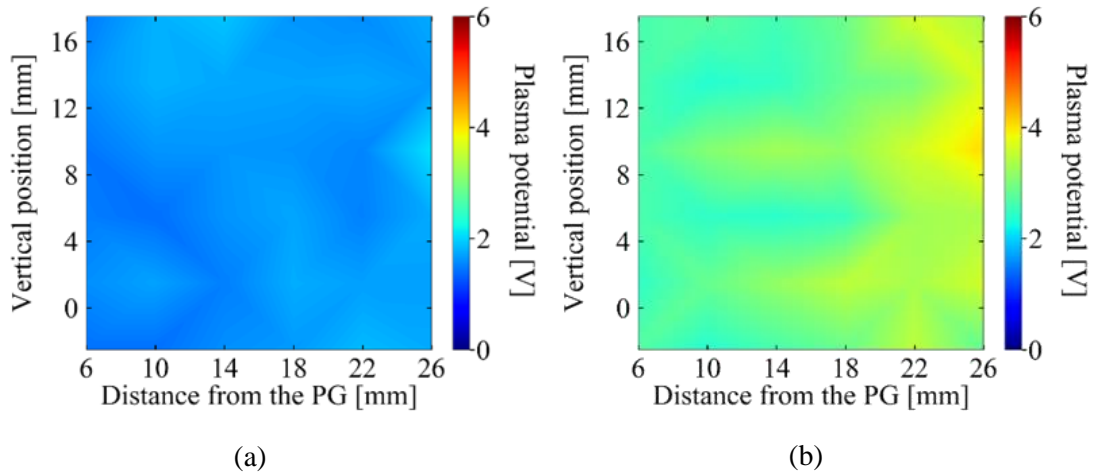 16
12
8
4
0
6 10 14 18 22 26
Vertical position [mm]
Distance from the PG [mm]
6
4
2
0
Plasma potential [V]
(a)
16
12
8
4
0
6 10 14 18 22 26
Vertical position [mm]
Distance from the PG [mm]
6
4
2
0
Plasma potential [V]
(b)